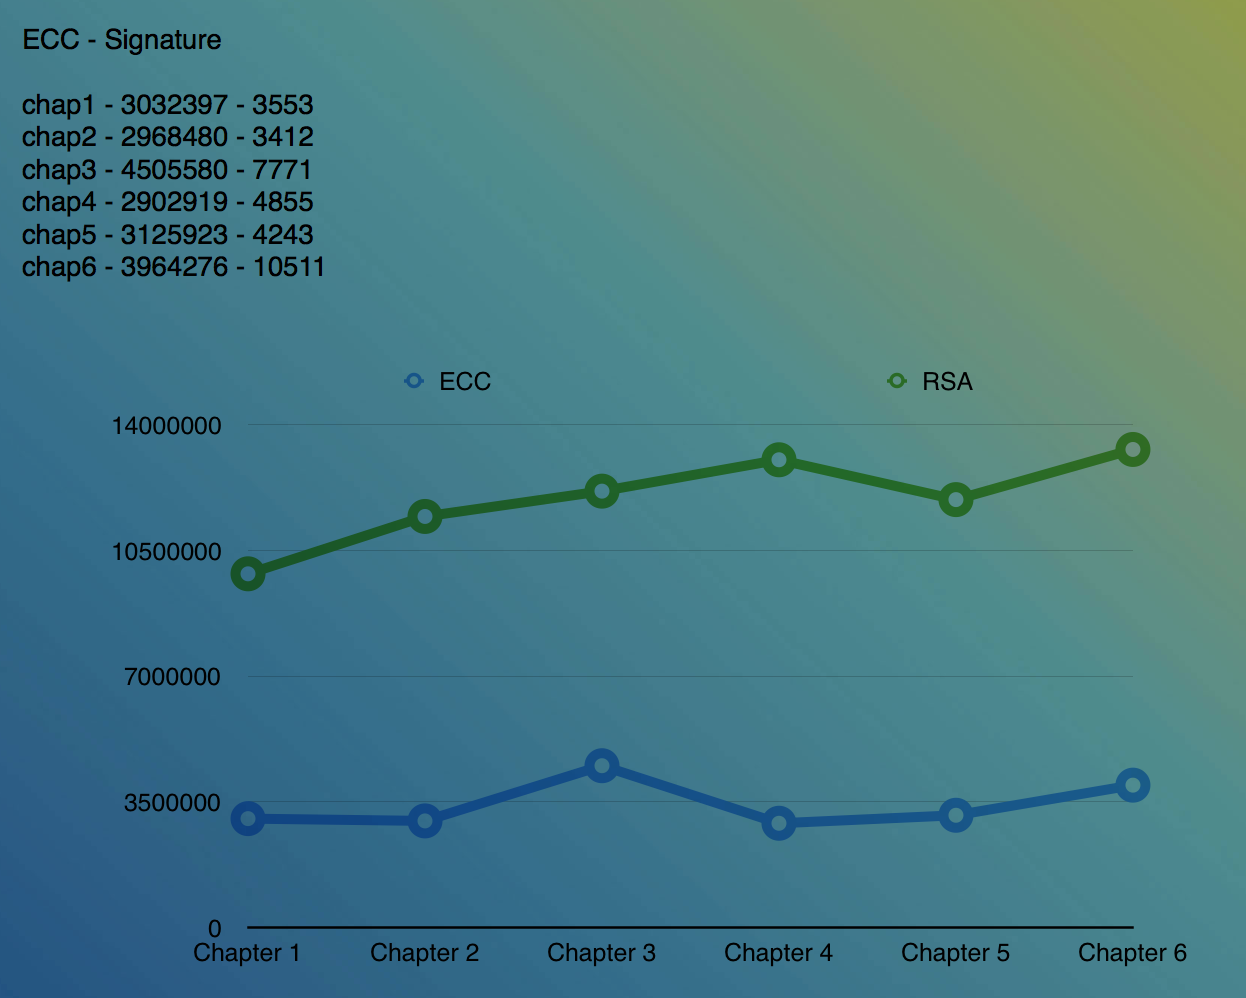 ECC - Signature
chap1 - 3032397 - 3553
chap2 - 2968480 - 3412
chap3 - 4505580 - 7771
chap4 - 2902919 - 4855
chap5 - 3125923 - 4243
chap6 - 3964276 - 10511
ECC RSA
14000000
10500000
7000000
3500000
0
Chapter 1 Chapter 2 Chapter 3 Chapter 4 Chapter 5 Chapter 6